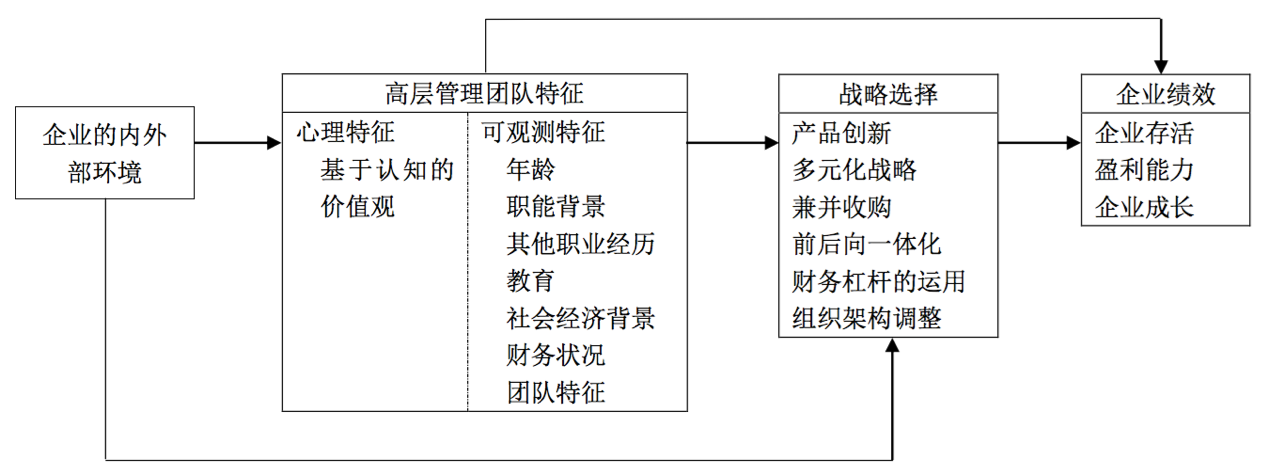 企业的内外
部环境
高层管理团队特征
心理特征
基于认知的
价值观
可观测特征
年龄
职能背景
其他职业经历
教育
社会经济背景
财务状况
团队特征
战略选择
产品创新
多元化战略
兼并收购
前后向一体化
财务杠杆的运用
组织架构调整
企业绩效
企业存活
盈利能力
企业成长